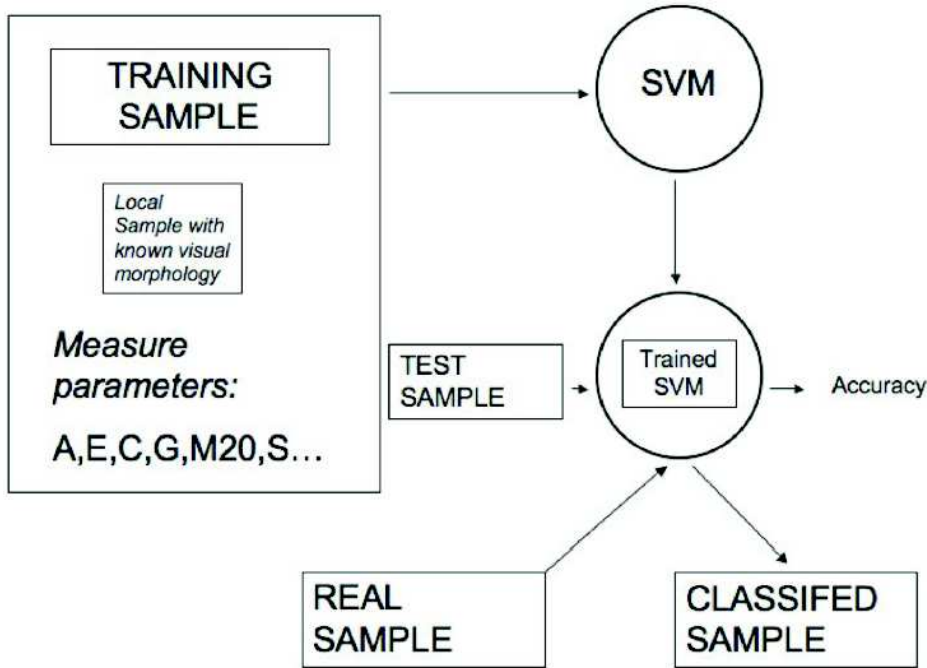 TRAINING
SAMPLE
SVM
Local
Sample with
known visual
morphology
Measure
parameters:
A,E,C,G,M20,S...
TEST
SAMPLE
Trained
SVM
Accuracy
REAL
SAMPLE
CLASSIFED
SAMPLE